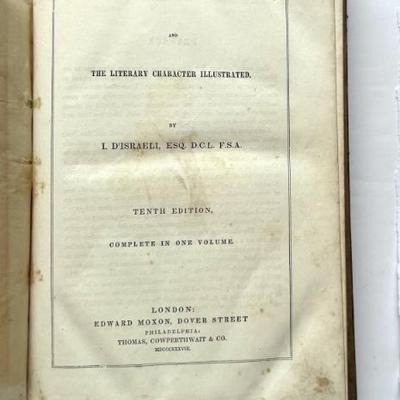 AND
THE LITERARY CHARACTER ILLUSTRATED.
BY
I. D'ISRAELI, ESQ. D.C.L. F.S.A.
TENTH EDITION,
COMPLETE IN ONE VOLUME.
LONDON:
EDWARD MOXON, DOVER STREET
PHILADELPHIA;
THOMAS, COWPERTHWAIT & CO.